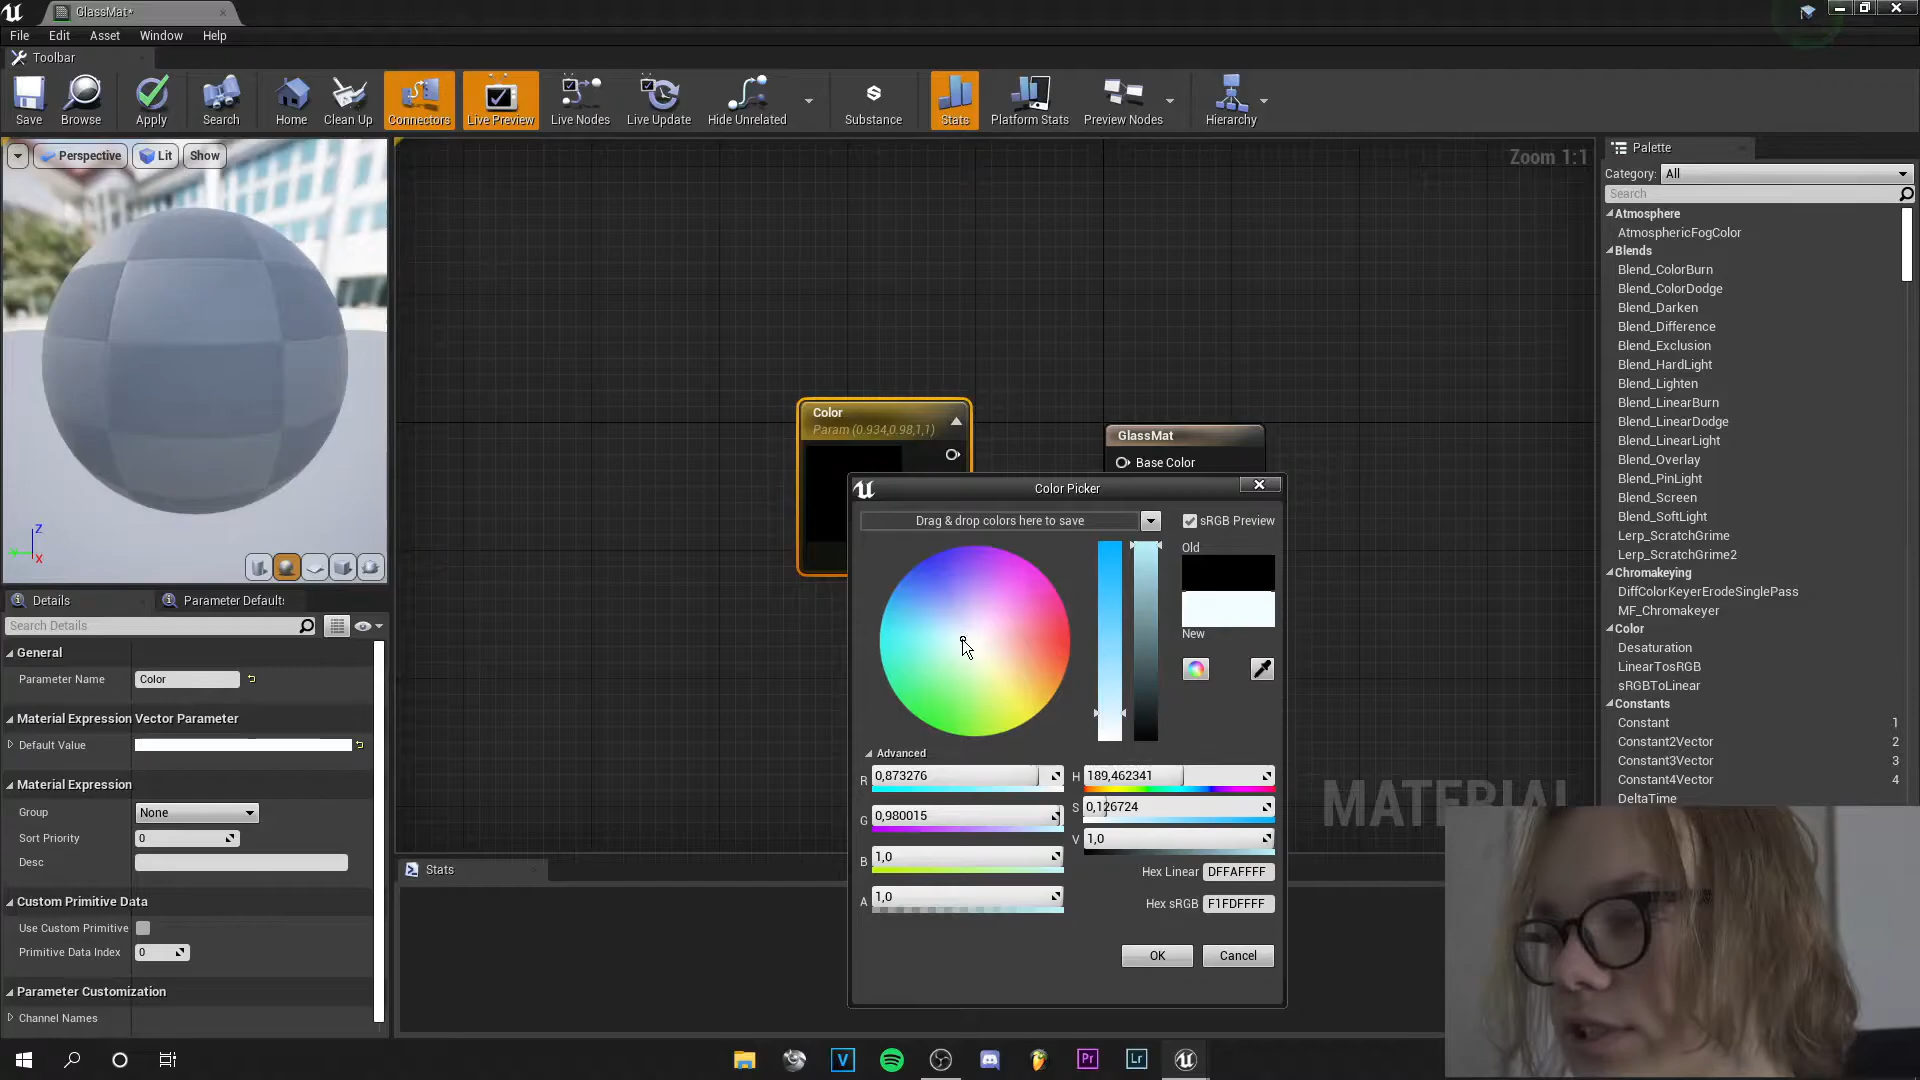 GlassMat*
File Edit Asset Window Help
Toolbar
Save Browse Apply Search Home Clean Up Connectors Live Preview Live Nodes Live Update Hide Unrelated Substance Stats Platform Stats Preview Nodes Hierarchy
Perspective Lit Show
Zoom 1:1
Z
X
Details Parameter Defaults
Search Details
General
Parameter Name Color
Material Expression Vector Parameter
Default Value
Material Expression
Group None
Sort Priority 0
Desc
Custom Primitive Data
Use Custom Primitive
Primitive Data Index 0
Parameter Customization
Channel Names
Color
Param (0.934,0.98,1,1)
GlassMat
Base Color
Color Picker
Drag & drop colors here to save
sRGB Preview
Old
New
Advanced
R 0,873276
G 0,980015
B 1,0
A 1,0
H 189,462341
S 0,126724
V 1,0
Hex Linear DFFAFFFF
Hex sRGB F1FDFFFF
OK Cancel
Stats
Palette
Category: All
Search
Atmosphere
AtmosphericFogColor
Blends
Blend_ColorBurn
Blend_ColorDodge
Blend_Darken
Blend_Difference
Blend_Exclusion
Blend_HardLight
Blend_Lighten
Blend_LinearBurn
Blend_LinearDodge
Blend_LinearLight
Blend_Overlay
Blend_PinLight
Blend_Screen
Blend_SoftLight
Lerp_ScratchGrime
Lerp_ScratchGrime2
Chromakeying
DiffColorKeyerErodeSinglePass
MF_Chromakeyer
Color
Desaturation
LinearTosRGB
sRGBToLinear
Constants
Constant 1
Constant2Vector 2
Constant3Vector 3
Constant4Vector 4
DeltaTime
V
Pr
Lr